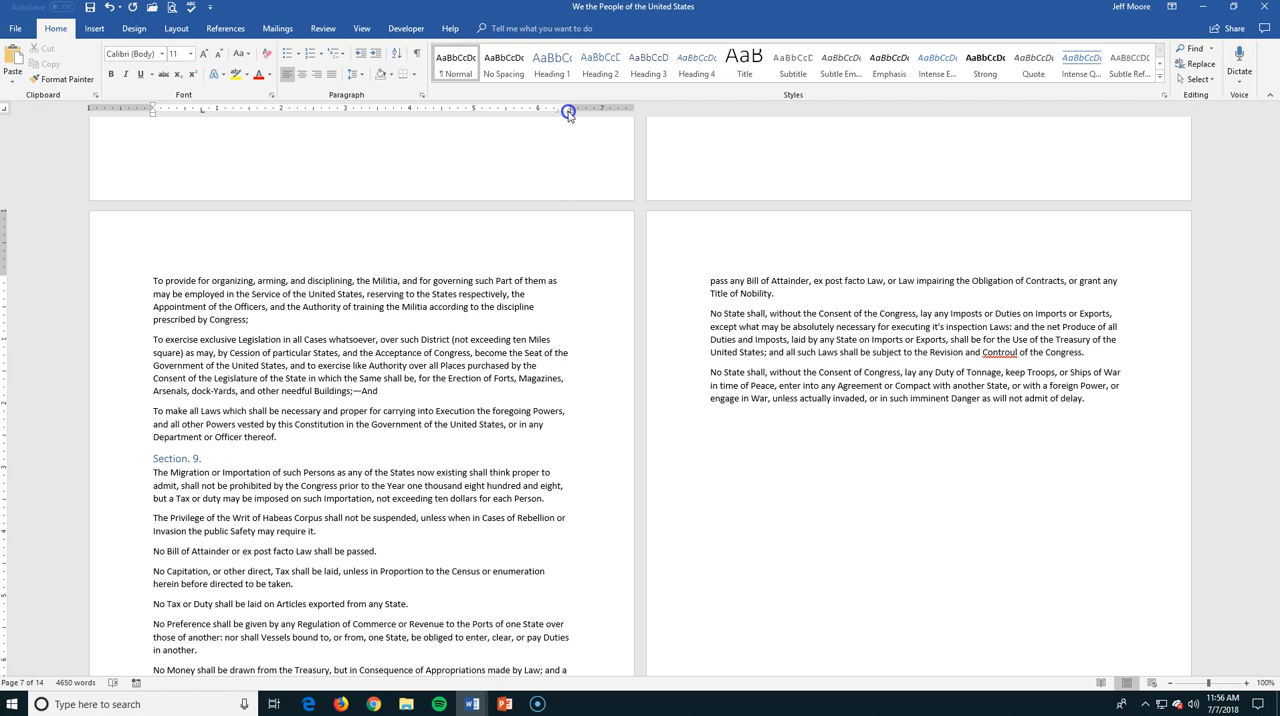 AutoSave Off
We the People of the United States
Jeff Moore
File Home Insert Draw Design Layout References Mailings Review View Developer Help Tell me what you want to do Share
Paste
Cut
Copy
Format Painter
Clipboard
Calibri (Body) 11
Font
Paragraph
AaBbCcDc AaBbCcDc AaBbCc AaBbCcD AaBbCcD AaBbCcDd AaB AaBbCcD AaBbCcDd AaBbCcDd AaBbCcDd AaBbCcDc AaBbCcDd AaBbCcDd AaBbCcDd
¶ Normal No Spacing Heading 1 Heading 2 Heading 3 Heading 4 Title Subtitle Subtle Em... Emphasis Intense E... Strong Quote Intense Q... Subtle Ref...
Styles
Find
Replace
Select
Editing
Dictate
Voice
1 1 2 3 4 5 6 7
To provide for organizing, arming, and disciplining, the Militia, and for governing such Part of them as
may be employed in the Service of the United States, reserving to the States respectively, the
Appointment of the Officers, and the Authority of training the Militia according to the discipline
prescribed by Congress;
To exercise exclusive Legislation in all Cases whatsoever, over such District (not exceeding ten Miles
square) as may, by Cession of particular States, and the Acceptance of Congress, become the Seat of the
Government of the United States, and to exercise like Authority over all Places purchased by the
Consent of the Legislature of the State in which the Same shall be, for the Erection of Forts, Magazines,
Arsenals, dock-Yards, and other needful Buildings;—And
To make all Laws which shall be necessary and proper for carrying into Execution the foregoing Powers,
and all other Powers vested by this Constitution in the Government of the United States, or in any
Department or Officer thereof.
Section. 9.
The Migration or Importation of such Persons as any of the States now existing shall think proper to
admit, shall not be prohibited by the Congress prior to the Year one thousand eight hundred and eight,
but a Tax or duty may be imposed on such Importation, not exceeding ten dollars for each Person.
The Privilege of the Writ of Habeas Corpus shall not be suspended, unless when in Cases of Rebellion or
Invasion the public Safety may require it.
No Bill of Attainder or ex post facto Law shall be passed.
No Capitation, or other direct, Tax shall be laid, unless in Proportion to the Census or enumeration
herein before directed to be taken.
No Tax or Duty shall be laid on Articles exported from any State.
No Preference shall be given by any Regulation of Commerce or Revenue to the Ports of one State over
those of another: nor shall Vessels bound to, or from, one State, be obliged to enter, clear, or pay Duties
in another.
No Money shall be drawn from the Treasury, but in Consequence of Appropriations made by Law; and a
pass any Bill of Attainder, ex post facto Law, or Law impairing the Obligation of Contracts, or grant any
Title of Nobility.
No State shall, without the Consent of the Congress, lay any Imposts or Duties on Imports or Exports,
except what may be absolutely necessary for executing it's inspection Laws: and the net Produce of all
Duties and Imposts, laid by any State on Imports or Exports, shall be for the Use of the Treasury of the
United States; and all such Laws shall be subject to the Revision and Controul of the Congress.
No State shall, without the Consent of Congress, lay any Duty of Tonnage, keep Troops, or Ships of War
in time of Peace, enter into any Agreement or Compact with another State, or with a foreign Power, or
engage in War, unless actually invaded, or in such imminent Danger as will not admit of delay.
Page 7 of 14 4650 words
100%
Type here to search
11:56 AM
7/7/2018